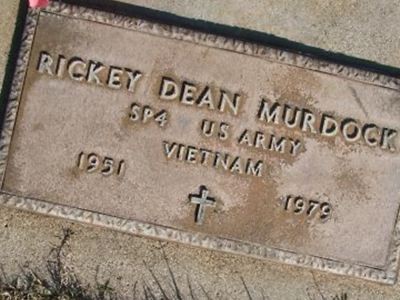 RICKEY DEAN MURDOCK
SP4 US ARMY
VIETNAM
1951 1979